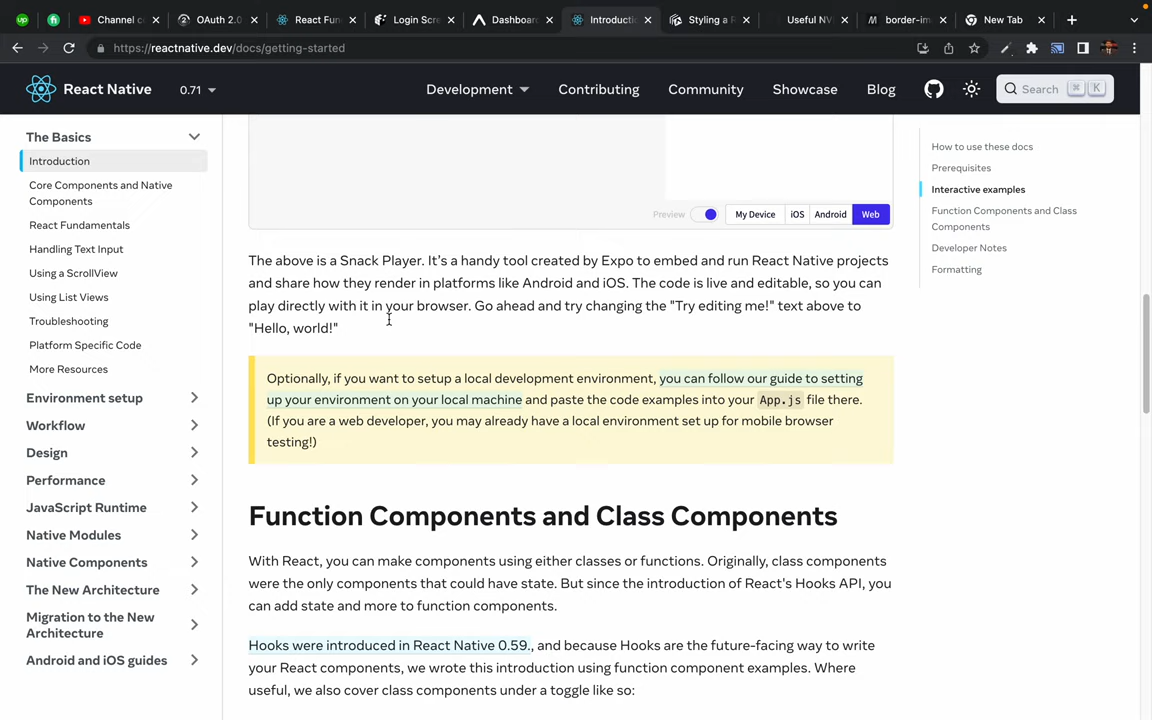 Channel c
OAuth 2.0
React Fun
Login Scre
Dashboard
Introductio
Styling a R
Useful NV
border-im
New Tab
https://reactnative.dev/docs/getting-started
React Native
0.71
Development
Contributing
Community
Showcase
Blog
Search
⌘
K
The Basics
Introduction
Core Components and Native
Components
React Fundamentals
Handling Text Input
Using a ScrollView
Using List Views
Troubleshooting
Platform Specific Code
More Resources
Environment setup
Workflow
Design
Performance
JavaScript Runtime
Native Modules
Native Components
The New Architecture
Migration to the New
Architecture
Android and iOS guides
Preview
My Device
iOS
Android
Web
The above is a Snack Player. It's a handy tool created by Expo to embed and run React Native projects
and share how they render in platforms like Android and iOS. The code is live and editable, so you can
play directly with it in your browser. Go ahead and try changing the "Try editing me!" text above to
"Hello, world!"
Optionally, if you want to setup a local development environment, you can follow our guide to setting
up your environment on your local machine and paste the code examples into your App.js file there.
(If you are a web developer, you may already have a local environment set up for mobile browser
testing!)
Function Components and Class Components
With React, you can make components using either classes or functions. Originally, class components
were the only components that could have state. But since the introduction of React's Hooks API, you
can add state and more to function components.
Hooks were introduced in React Native 0.59., and because Hooks are the future-facing way to write
your React components, we wrote this introduction using function component examples. Where
useful, we also cover class components under a toggle like so:
How to use these docs
Prerequisites
Interactive examples
Function Components and Class
Components
Developer Notes
Formatting